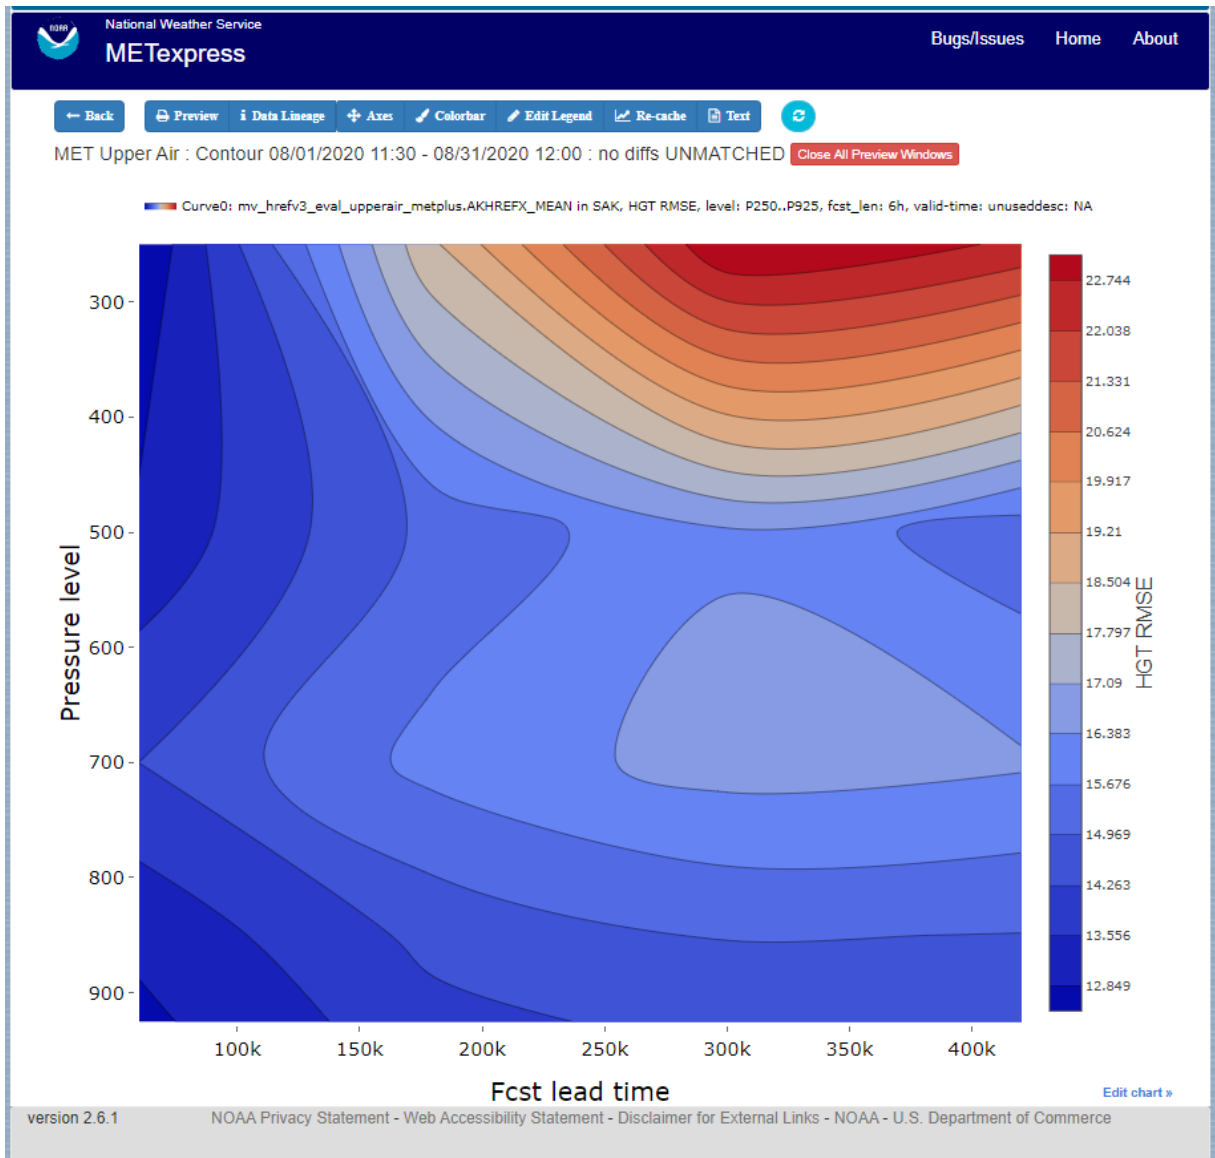 NOAA
National Weather Service
METexpress
Bugs/Issues Home About
Back Preview Data Lineage Axes Colorbar Edit Legend Re-cache Text
MET Upper Air : Contour 08/01/2020 11:30 - 08/31/2020 12:00 : no diffs UNMATCHED Close All Preview Windows
Curve0: mv_hrefv3_eval_upperair_metplus.AKHREFX_MEAN in SAK, HGT RMSE, level: P250..P925, fcst_len: 6h, valid-time: unuseddesc: NA
Pressure level
300
400
500
600
700
800
900
100k 150k 200k 250k 300k 350k 400k
Fcst lead time
22.744
22.038
21.331
20.624
19.917
19.21
18.504
17.797
17.09
16.383
15.676
14.969
14.263
13.556
12.849
HGT RMSE
Edit chart »
version 2.6.1 NOAA Privacy Statement - Web Accessibility Statement - Disclaimer for External Links - NOAA - U.S. Department of Commerce